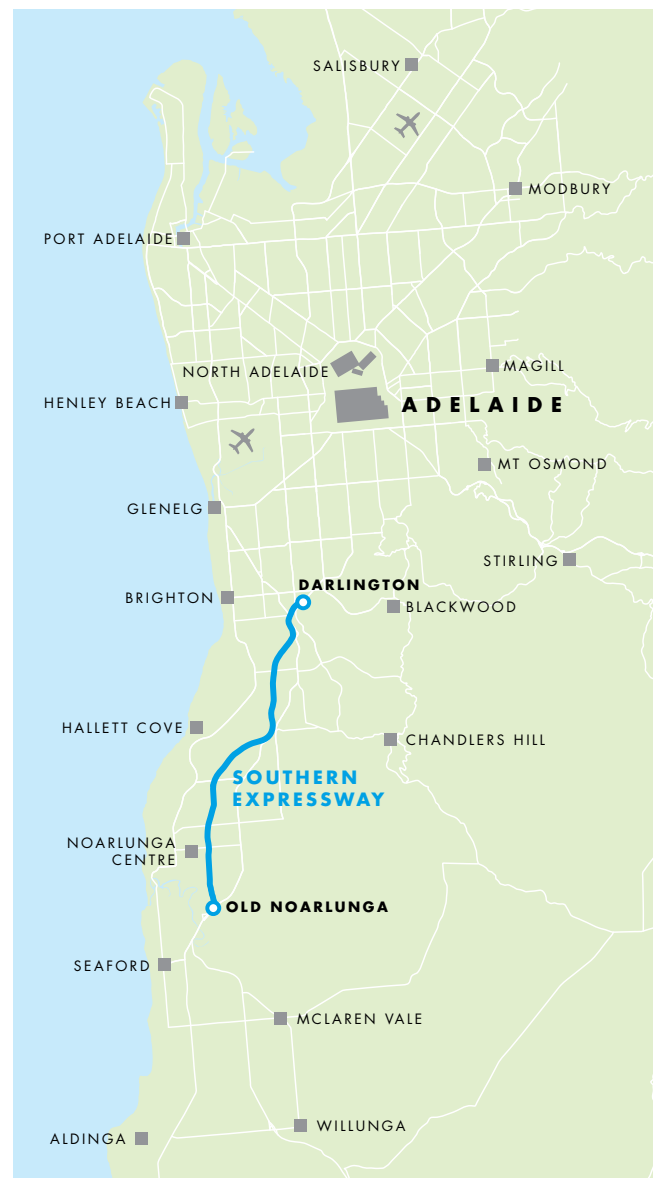 SALISBURY
MODBURY
PORT ADELAIDE
MAGILL
NORTH ADELAIDE
HENLEY BEACH
ADELAIDE
MT OSMOND
GLENELG
STIRLING
DARLINGTON
BRIGHTON
BLACKWOOD
HALLETT COVE
CHANDLERS HILL
SOUTHERN
EXPRESSWAY
NOARLUNGA
CENTRE
OLD NOARLUNGA
SEAFORD
MCLAREN VALE
WILLUNGA
ALDINGA